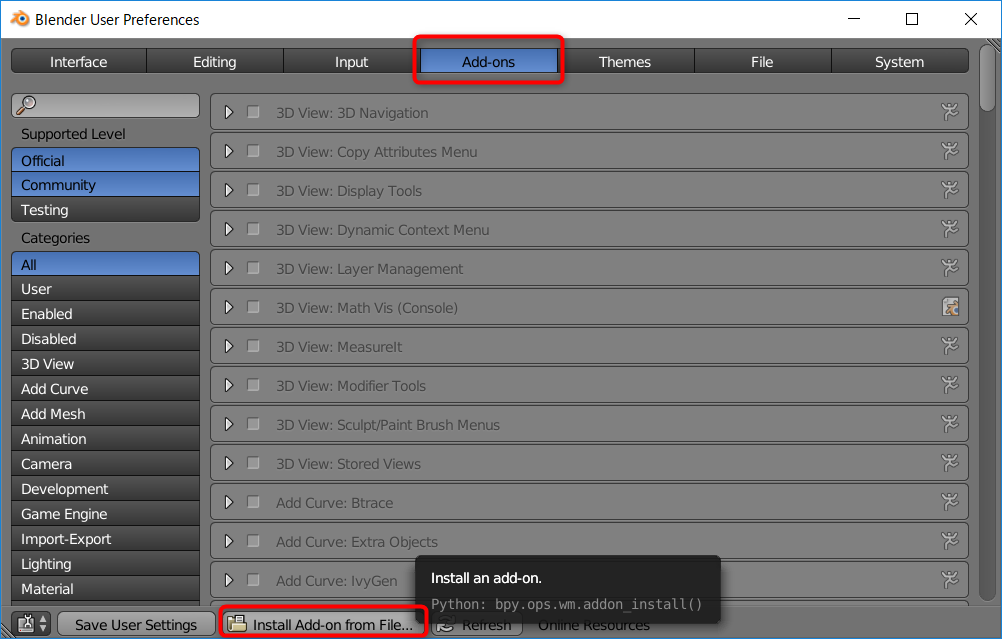 Blender User Preferences
Interface Editing Input Add-ons Themes File System
Supported Level
Official
Community
Testing
Categories
All
User
Enabled
Disabled
3D View
Add Curve
Add Mesh
Animation
Camera
Development
Game Engine
Import-Export
Lighting
Material
3D View: 3D Navigation
3D View: Copy Attributes Menu
3D View: Display Tools
3D View: Dynamic Context Menu
3D View: Layer Management
3D View: Math Vis (Console)
3D View: MeasureIt
3D View: Modifier Tools
3D View: Sculpt/Paint Brush Menus
3D View: Stored Views
Add Curve: Btrace
Add Curve: Extra Objects
Add Curve: IvyGen
Install an add-on.
Python: bpy.ops.wm.addon_install()
Save User Settings Install Add-on from File... Refresh Online Resources